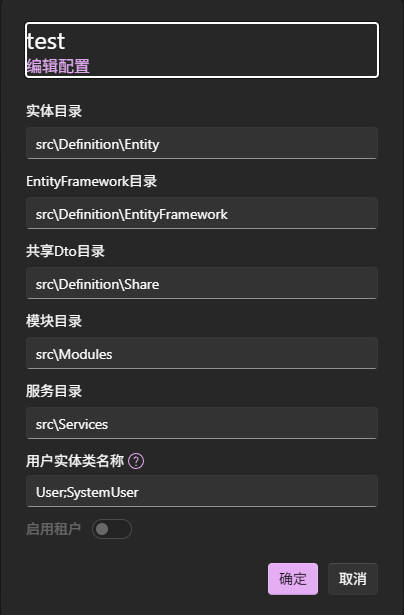 test
编辑配置
实体目录
src\Definition\Entity
EntityFramework目录
src\Definition\EntityFramework
共享Dto目录
src\Definition\Share
模块目录
src\Modules
服务目录
src\Services
用户实体类名称 ?
User;SystemUser
启用租户
确定 取消